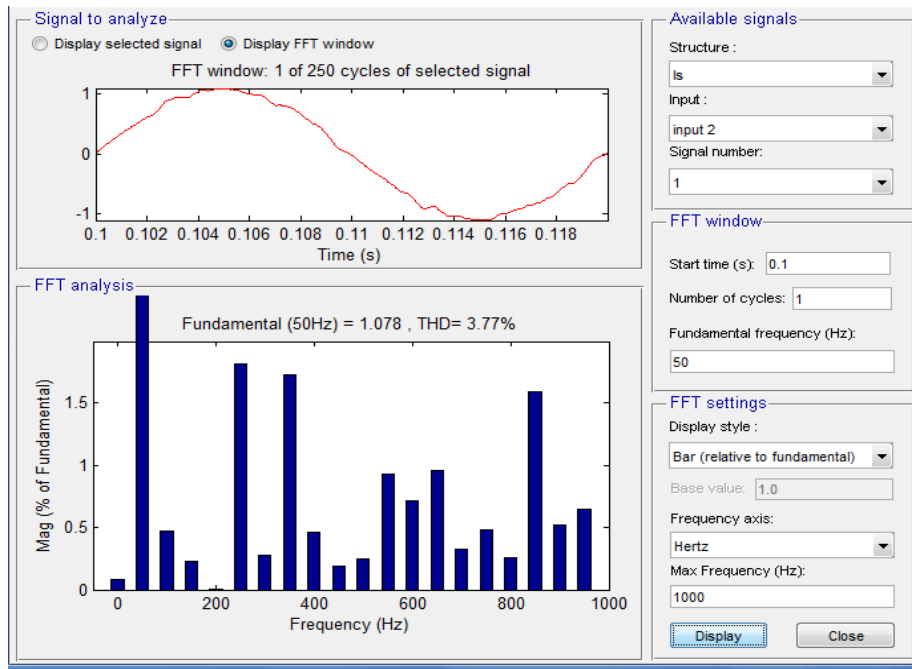 Signal to analyze
Display selected signal Display FFT window
FFT window: 1 of 250 cycles of selected signal
1
0
-1
0.1 0.102 0.104 0.106 0.108 0.11 0.112 0.114 0.116 0.118
Time (s)
FFT analysis
Fundamental (50Hz) = 1.078 , THD= 3.77%
Mag (% of Fundamental)
1.5
1
0.5
0
0 200 400 600 800 1000
Frequency (Hz)
Available signals
Structure :
Is
Input :
input 2
Signal number:
1
FFT window
Start time (s): 0.1
Number of cycles: 1
Fundamental frequency (Hz):
50
FFT settings
Display style :
Bar (relative to fundamental)
Base value: 1.0
Frequency axis:
Hertz
Max Frequency (Hz):
1000
Display Close